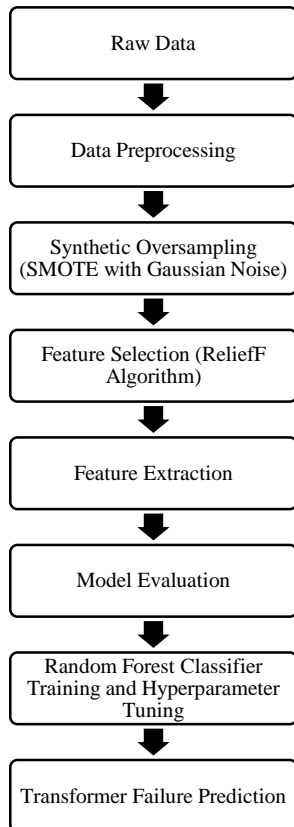 Raw Data
Data Preprocessing
Synthetic Oversampling
(SMOTE with Gaussian Noise)
Feature Selection (ReliefF
Algorithm)
Feature Extraction
Model Evaluation
Random Forest Classifier
Training and Hyperparameter
Tuning
Transformer Failure Prediction